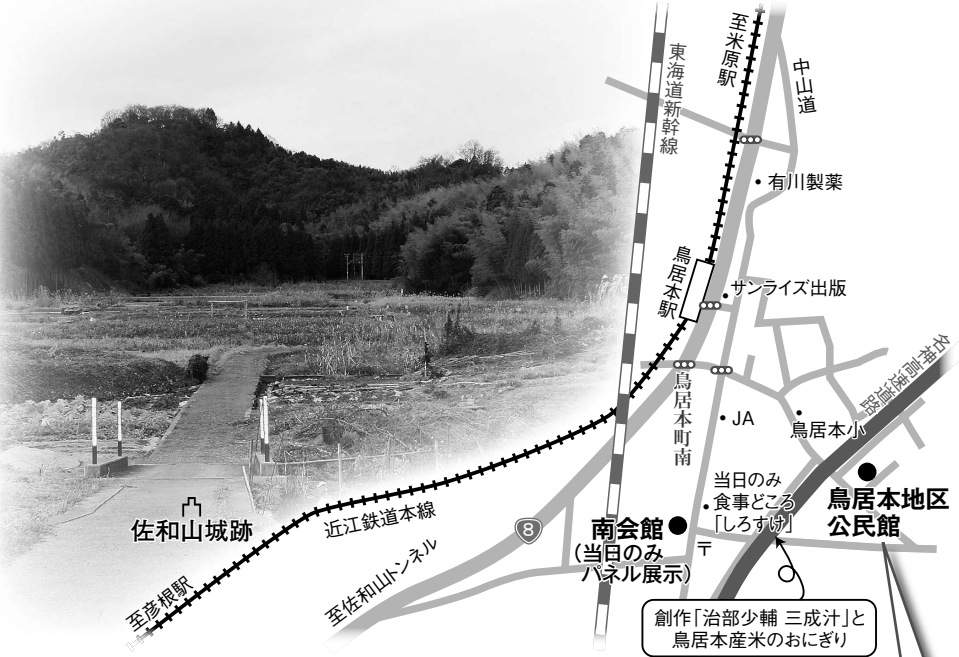 至米原駅
中山道
東海道新幹線
有川製薬
鳥居本駅
サンライズ出版
名神高速道路
鳥居本町南
JA
鳥居本小
当日のみ
食事どころ
「しろすけ」
鳥居本地区
公民館
佐和山城跡
近江鉄道本線
8
南会館
(当日のみ
パネル展示)
〒
至彦根駅
至佐和山トンネル
創作「治部少輔 三成汁」と
鳥居本産米のおにぎり